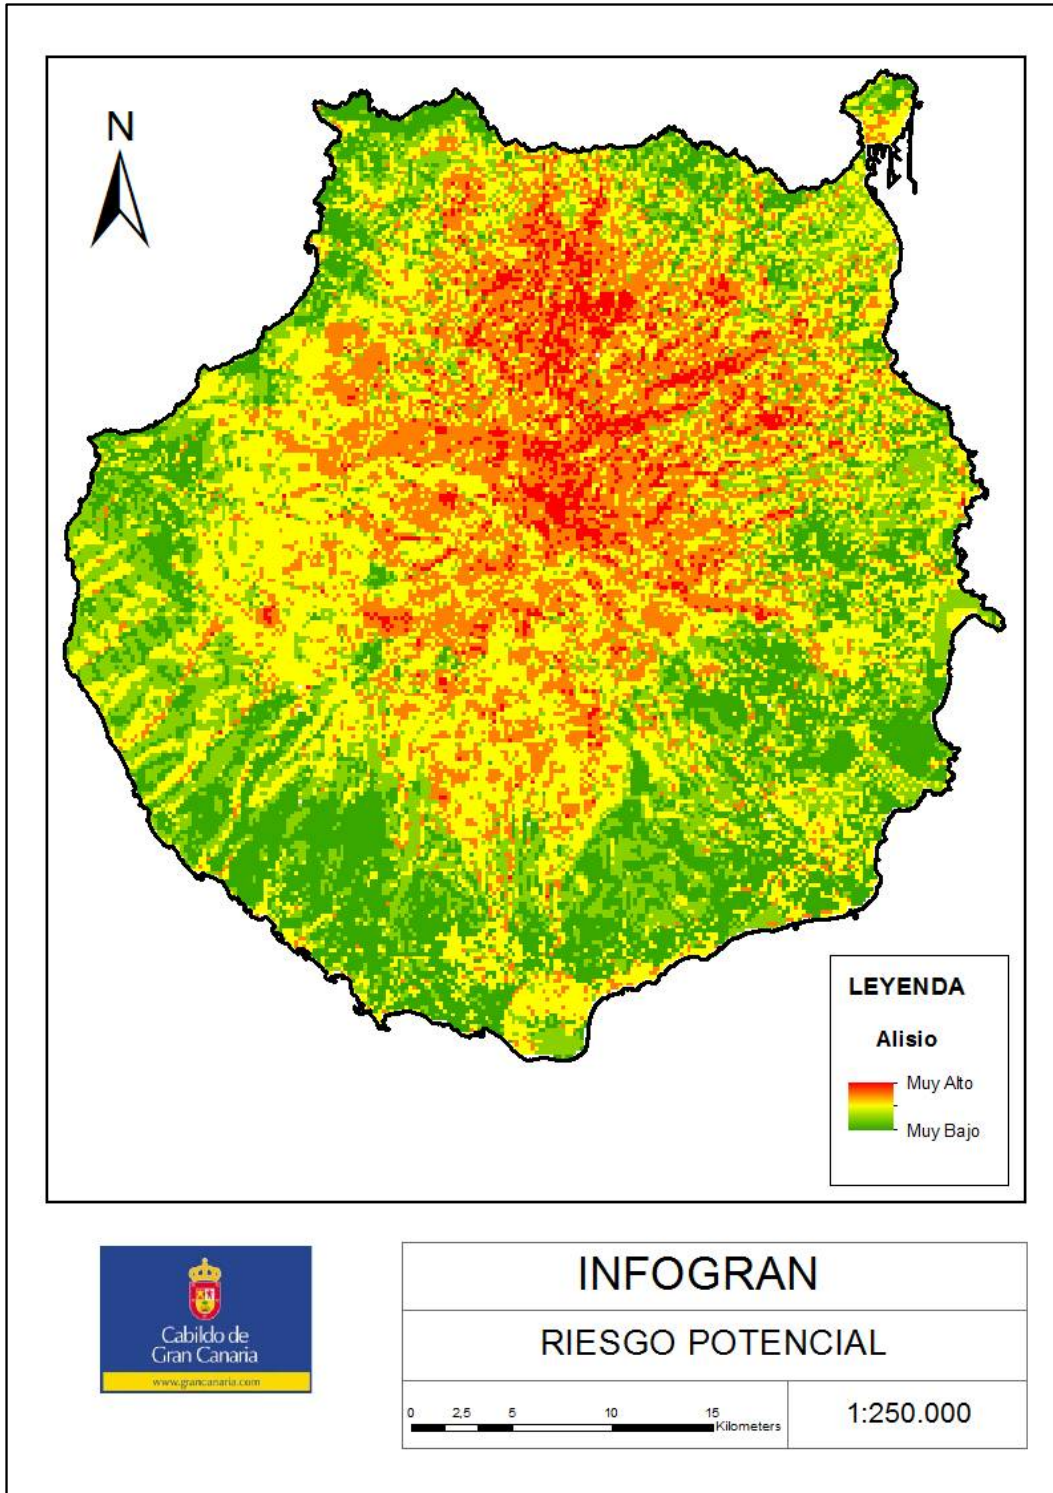 N
LEYENDA
Alisio
Muy Alto
Muy Bajo
Cabildo de
Gran Canaria
www.grancanaria.com
INFOGRAN
RIESGO POTENCIAL
0 2,5 5 10 15
Kilometers
1:250.000